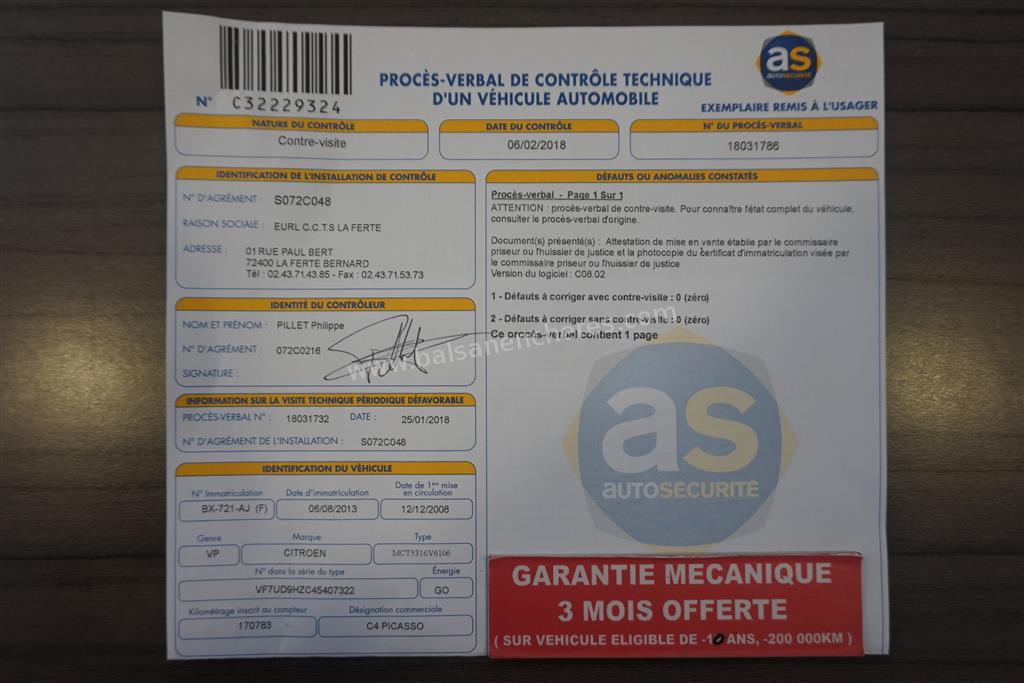 as
AUTOSÉCURITÉ
PROCÈS-VERBAL DE CONTRÔLE TECHNIQUE
D'UN VÉHICULE AUTOMOBILE
N° C32229324
EXEMPLAIRE REMIS À L'USAGER
NATURE DU CONTRÔLE
Contre-visite
DATE DU CONTRÔLE
06/02/2018
N° DU PROCÈS-VERBAL
18031786
IDENTIFICATION DE L'INSTALLATION DE CONTRÔLE
N° D'AGRÉMENT : S072C048
RAISON SOCIALE : EURL C.C.T.S LA FERTE
ADRESSE : 01 RUE PAUL BERT
72400 LA FERTE BERNARD
Tél : 02.43.71.43.85 - Fax : 02.43.71.53.73
IDENTITÉ DU CONTRÔLEUR
NOM ET PRÉNOM : PILLET Philippe
N° D'AGRÉMENT : 072C0216
SIGNATURE :
INFORMATION SUR LA VISITE TECHNIQUE PÉRIODIQUE DÉFAVORABLE
PROCÈS-VERBAL N° : 18031732 DATE : 25/01/2018
N° D'AGRÉMENT DE L'INSTALLATION : S072C048
IDENTIFICATION DU VÉHICULE
N° Immatriculation
BX-721-AJ (F)
Date d'immatriculation
06/08/2013
Date de 1ère mise
en circulation
12/12/2008
Genre
VP
Marque
CITROEN
Type
MCT5316V6106
N° dans la série du type
VF7UD9HZC45407322
Énergie
GO
Kilométrage inscrit au compteur
170783
Désignation commerciale
C4 PICASSO
DÉFAUTS OU ANOMALIES CONSTATÉS
Procès-verbal - Page 1 Sur 1
ATTENTION : procès-verbal de contre-visite. Pour connaître l'état complet du véhicule,
consulter le procès-verbal d'origine.
Document(s) présenté(s) : Attestation de mise en vente établie par le commissaire
priseur ou l'huissier de justice et la photocopie du certificat d'immatriculation visée par
le commissaire priseur ou l'huissier de justice
Version du logiciel : C08.02
1 - Défauts à corriger avec contre-visite : 0 (zéro)
2 - Défauts à corriger sans contre-visite : 0 (zéro)
Ce procès-verbal contient 1 page
www.balsanencheres.com
as
AUTOSÉCURITÉ
GARANTIE MECANIQUE
3 MOIS OFFERTE
( SUR VEHICULE ELIGIBLE DE -10 ANS, -200 000KM )